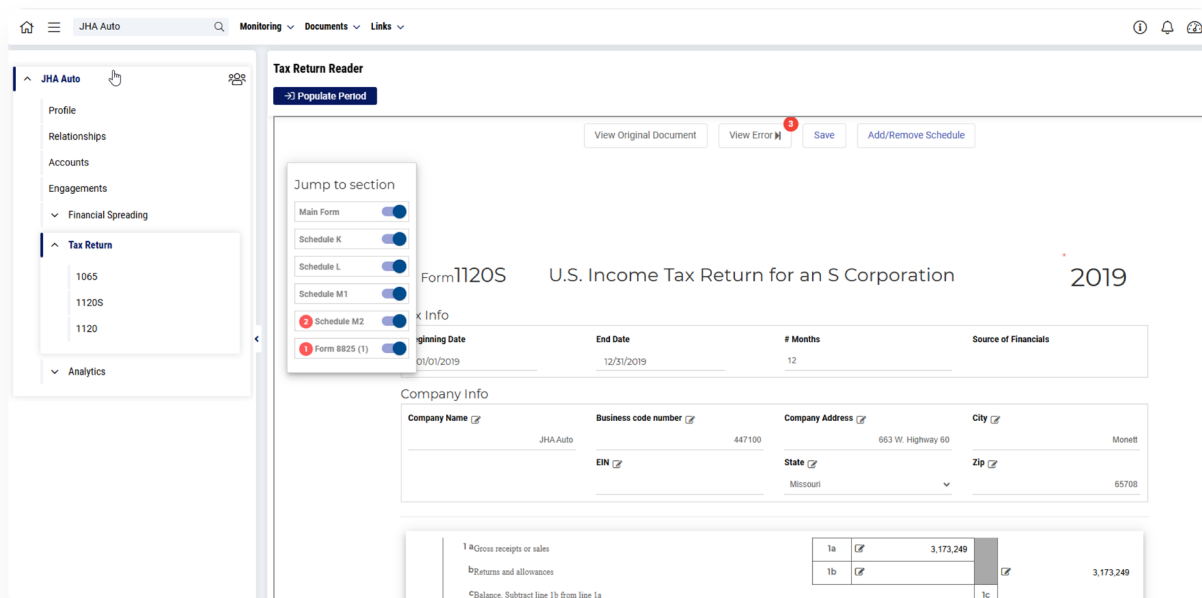 JHA Auto
Monitoring
Documents
Links
JHA Auto
Profile
Relationships
Accounts
Engagements
Financial Spreading
Tax Return
1065
1120S
1120
Analytics
Tax Return Reader
Populate Period
View Original Document
View Error
3
Save
Add/Remove Schedule
Jump to section
Main Form
Schedule K
Schedule L
Schedule M1
2 Schedule M2
1 Form 8825 (1)
Form 1120S U.S. Income Tax Return for an S Corporation
*
2019
x Info
ginning Date End Date # Months Source of Financials
01/01/2019 12/31/2019 12
Company Info
Company Name Business code number Company Address City
JHA Auto 447100 663 W. Highway 60 Monett
EIN State Zip
Missouri 65708
1 a Gross receipts or sales 1a 3,173,249
b Returns and allowances 1b 3,173,249
c Balance. Subtract line 1b from line 1a 1c